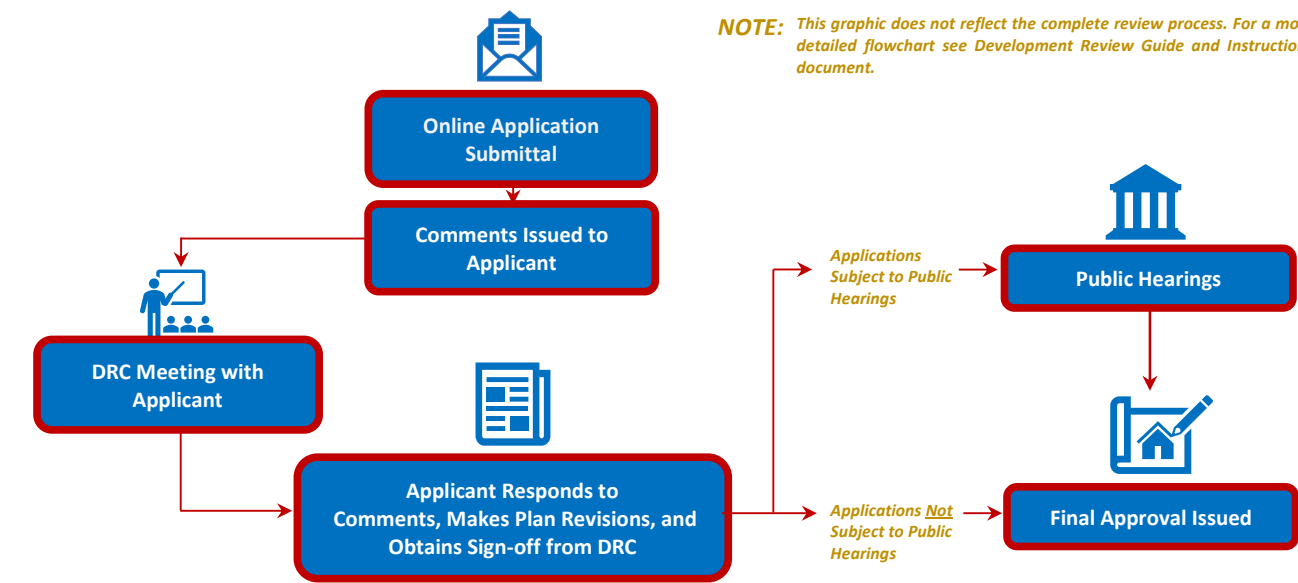 NOTE: This graphic does not reflect the complete review process. For a mo
detailed flowchart see Development Review Guide and Instructio
document.
Online Application
Submittal
Comments Issued to
Applicant
DRC Meeting with
Applicant
Applicant Responds to
Comments, Makes Plan Revisions, and
Obtains Sign-off from DRC
Applications
Subject to Public
Hearings
Public Hearings
Applications Not
Subject to Public
Hearings
Final Approval Issued